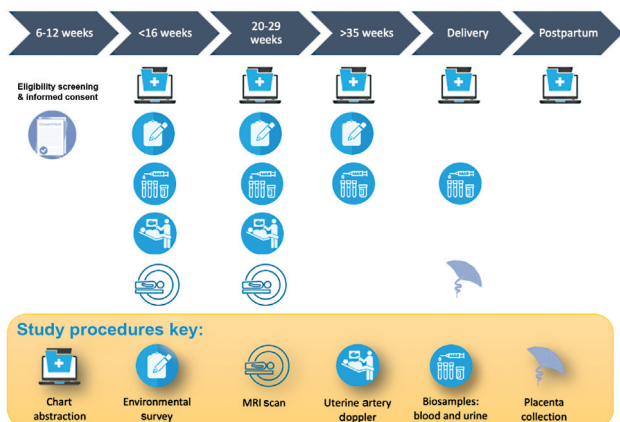 6-12 weeks
<16 weeks
20-29
weeks
>35 weeks
Delivery
Postpartum
Eligibility screening
& informed consent
Study procedures key:
Chart
abstraction
Environmental
survey
MRI scan
Uterine artery
doppler
Biosamples:
blood and urine
Placenta
collection